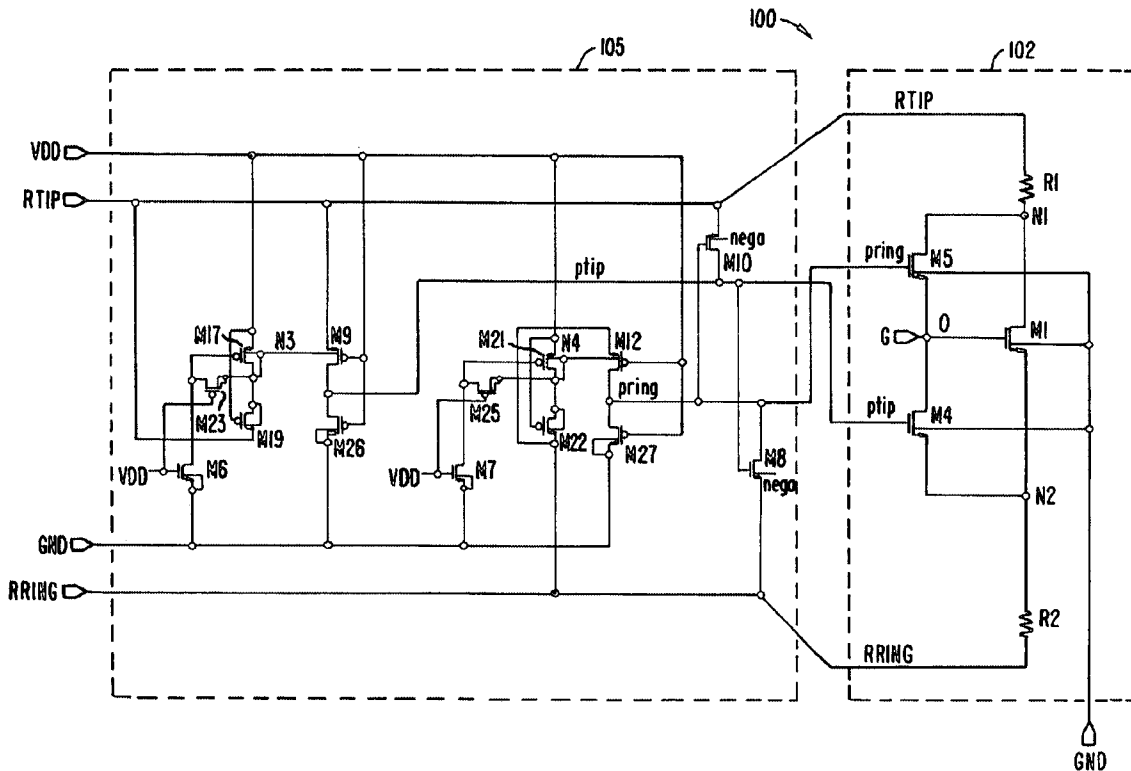 100
105
102
RTIP
VDD
RTIP
R1
nega
N1
M10
pring
M5
ptip
M17
N3
M9
M21
N4
M12
G
0
M1
pring
ptip
M4
M23
M25
M19
M26
M22
M27
M8
VDD
M6
VDD
M7
nega
N2
GND
RRING
R2
RRING
GND